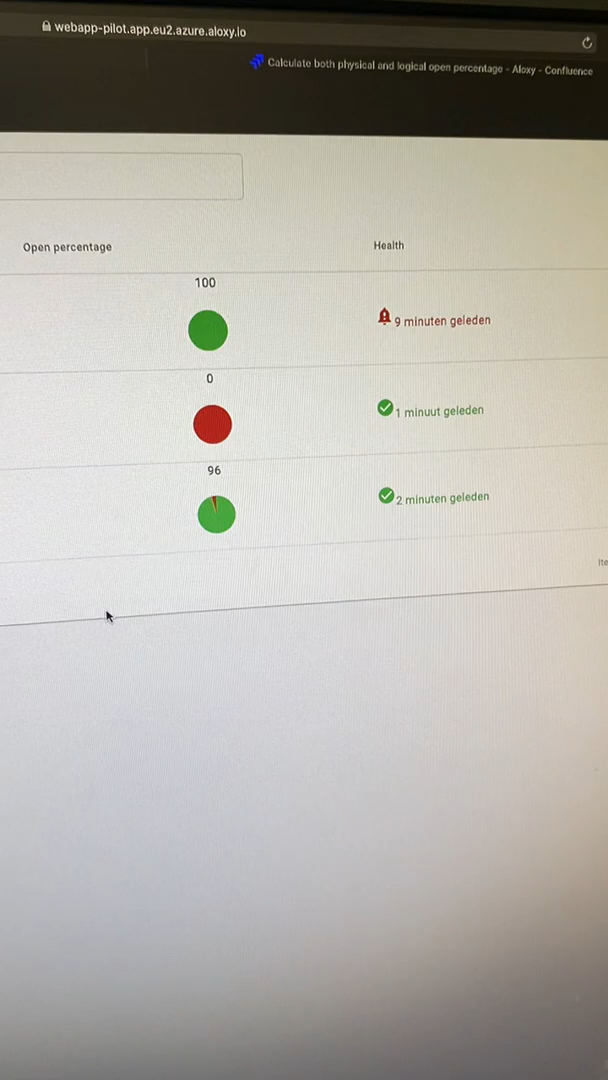 webapp-pilot.app.eu2.azure.aloxy.io
Calculate both physical and logical open percentage - Aloxy - Confluence
Open percentage
Health
100
9 minuten geleden
0
1 minuut geleden
96
2 minuten geleden